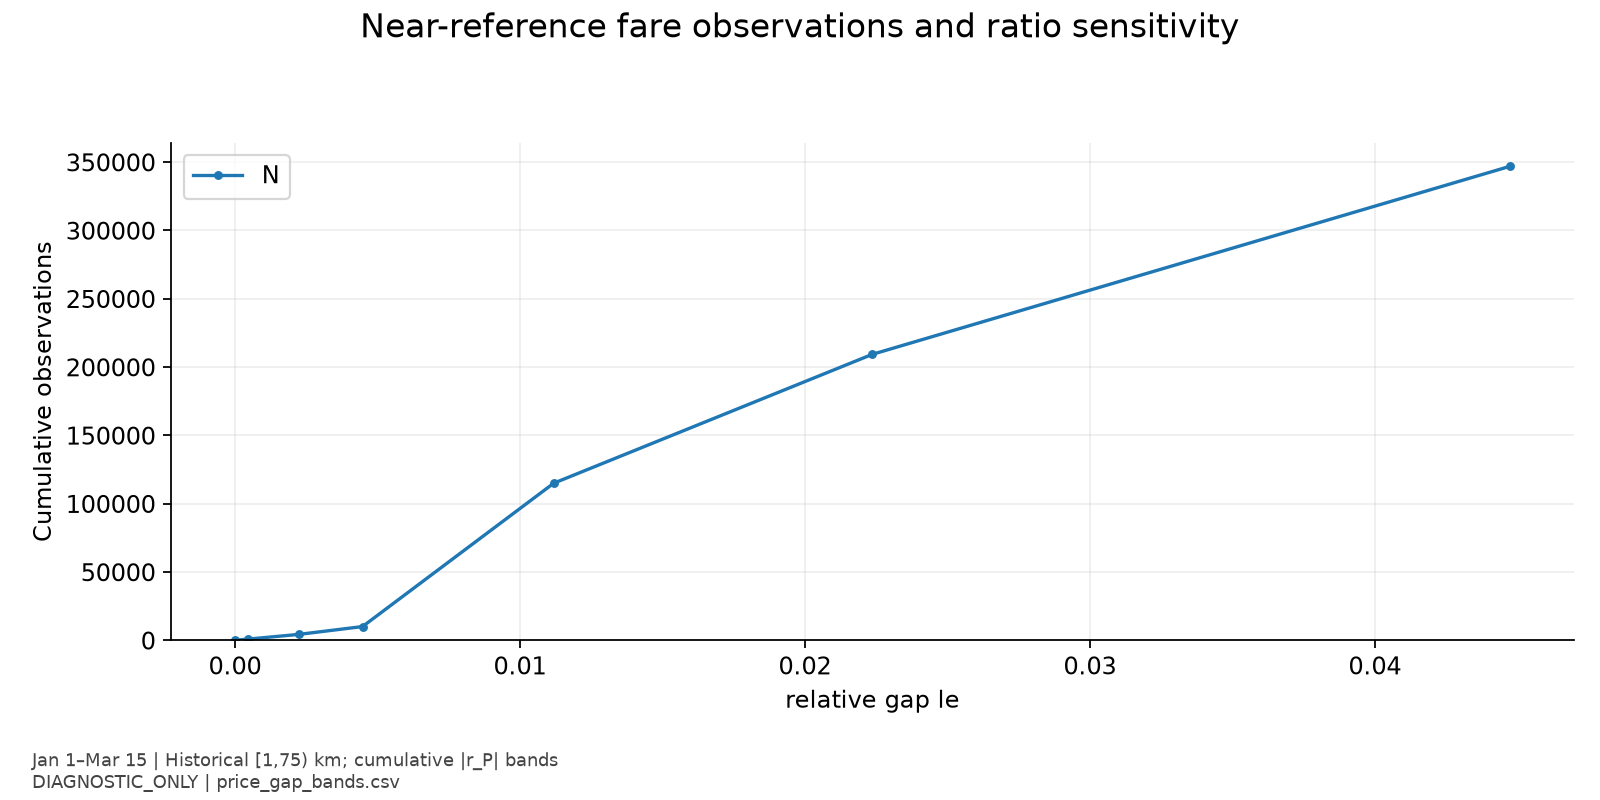 Near-reference fare observations and ratio sensitivity
350000
300000
250000
200000
150000
100000
50000
0
Cumulative observations
N
0.00 0.01 0.02 0.03 0.04
relative gap le
Jan 1–Mar 15 | Historical [1,75) km; cumulative |r_P| bands
DIAGNOSTIC_ONLY | price_gap_bands.csv